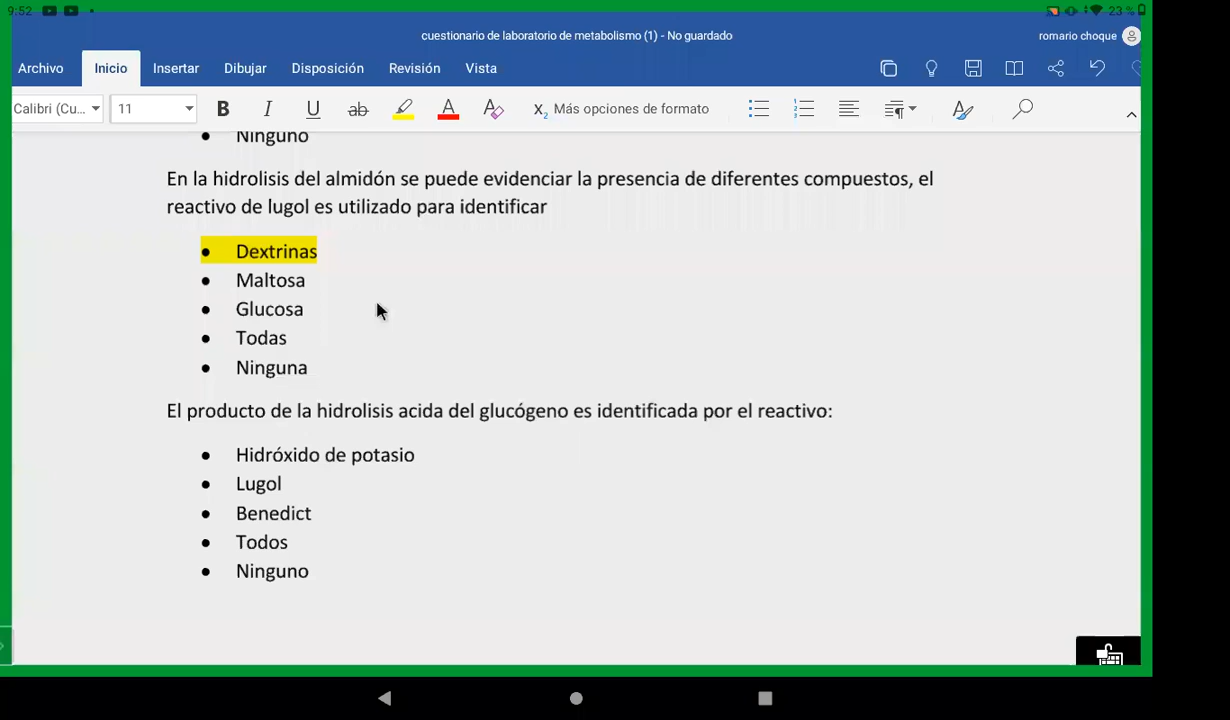 9:52
23 %
cuestionario de laboratorio de metabolismo (1) - No guardado
romario choque
Archivo Inicio Insertar Dibujar Disposición Revisión Vista
Calibri (Cu... 11 B I U ab A A X₂ Más opciones de formato
Ninguno
En la hidrolisis del almidón se puede evidenciar la presencia de diferentes compuestos, el
reactivo de lugol es utilizado para identificar
• Dextrinas
• Maltosa
• Glucosa
• Todas
• Ninguna
El producto de la hidrolisis acida del glucógeno es identificada por el reactivo:
• Hidróxido de potasio
• Lugol
• Benedict
• Todos
• Ninguno